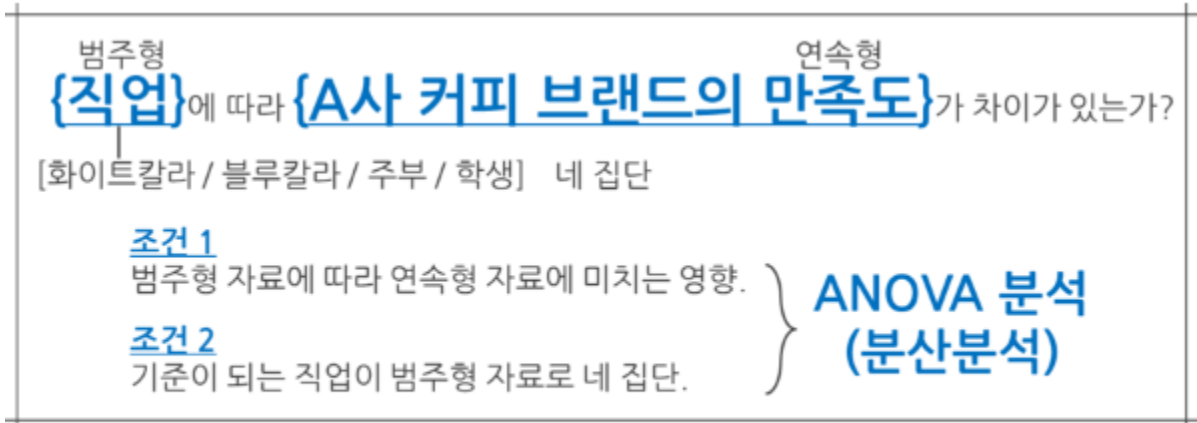 범주형 연속형
{직업}에 따라 {A사 커피 브랜드의 만족도}가 차이가 있는가?
[화이트칼라 / 블루칼라 / 주부 / 학생] 네 집단
조건 1
범주형 자료에 따라 연속형 자료에 미치는 영향.
조건 2
기준이 되는 직업이 범주형 자료로 네 집단.
ANOVA 분석
(분산분석)